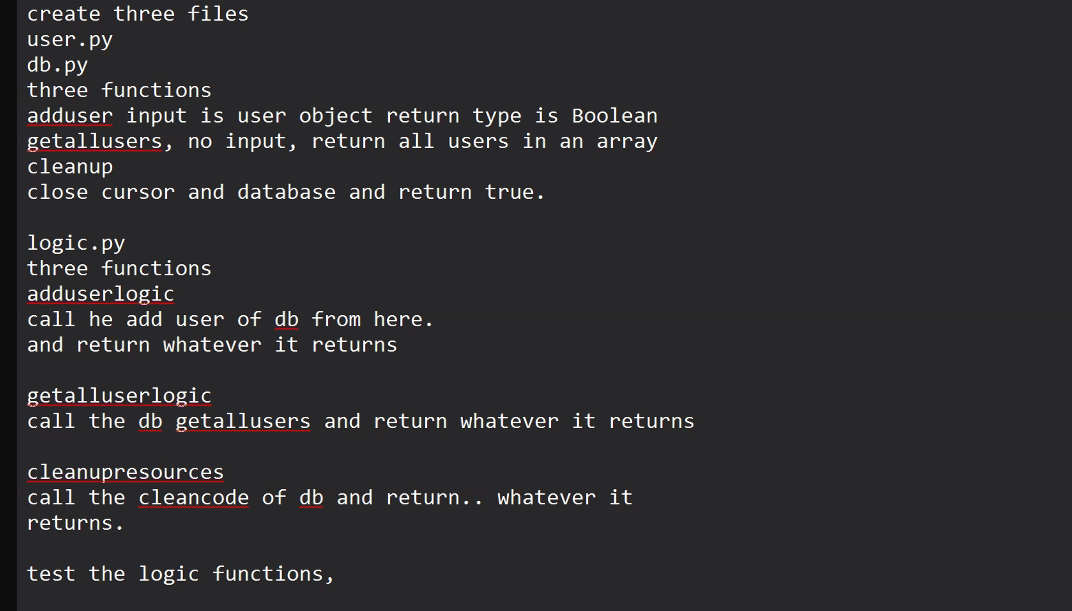 create three files
user.py
db.py
three functions
adduser input is user object return type is Boolean
getallusers, no input, return all users in an array
cleanup
close cursor and database and return true.
logic.py
three functions
adduserlogic
call he add user of db from here.
and return whatever it returns
getalluserlogic
call the db getallusers and return whatever it returns
cleanupresources
call the cleancode of db and return.. whatever it
returns.
test the logic functions,